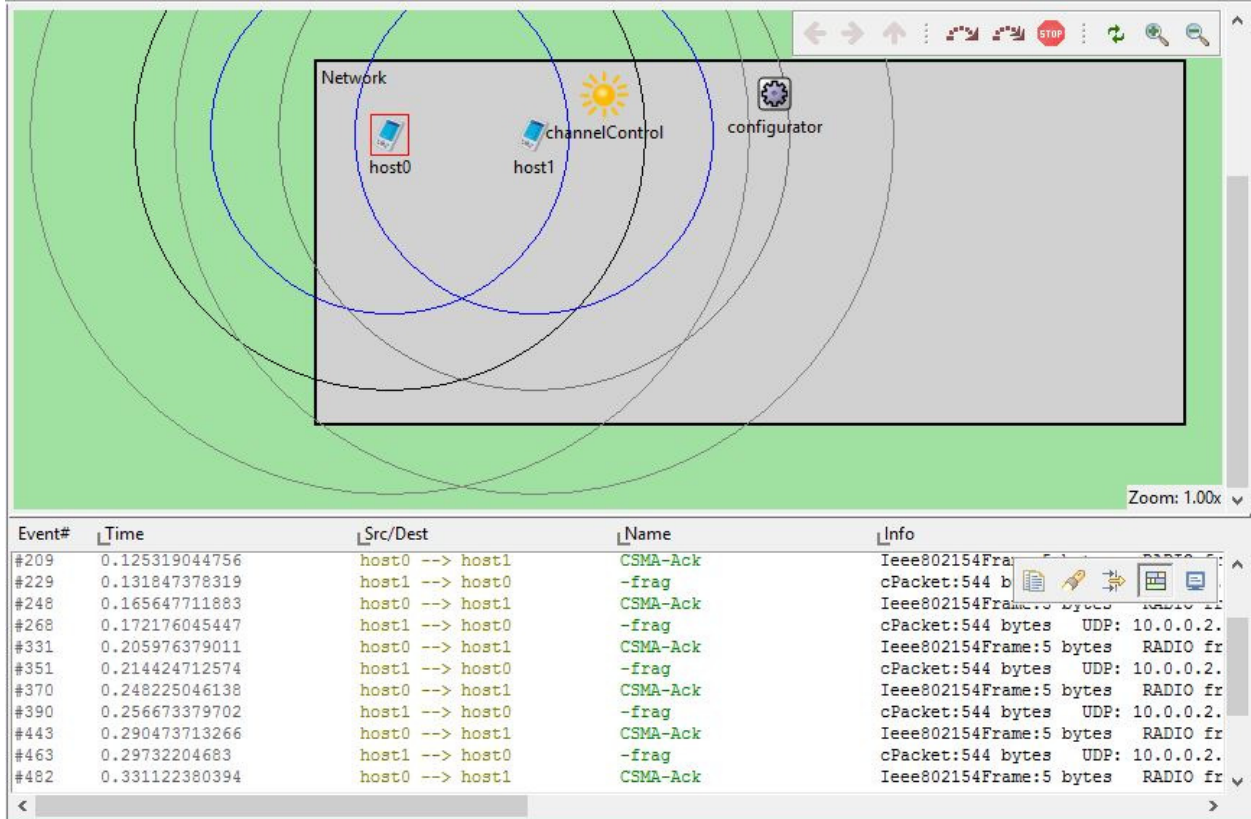 STOP
Network
channelControl
configurator
host0
host1
Zoom: 1.00x
Event# Time Src/Dest Name Info
#209 0.125319044756 host0 --> host1 CSMA-Ack
#229 0.131847378319 host1 --> host0 -frag cPacket:544 b
#248 0.165647711883 host0 --> host1 CSMA-Ack
#268 0.172176045447 host1 --> host0 -frag cPacket:544 bytes UDP: 10.0.0.2.
#331 0.205976379011 host0 --> host1 CSMA-Ack Ieee802154Frame:5 bytes RADIO fr
#351 0.214424712574 host1 --> host0 -frag cPacket:544 bytes UDP: 10.0.0.2.
#370 0.248225046138 host0 --> host1 CSMA-Ack Ieee802154Frame:5 bytes RADIO fr
#390 0.256673379702 host1 --> host0 -frag cPacket:544 bytes UDP: 10.0.0.2.
#443 0.290473713266 host0 --> host1 CSMA-Ack Ieee802154Frame:5 bytes RADIO fr
#463 0.29732204683 host1 --> host0 -frag cPacket:544 bytes UDP: 10.0.0.2.
#482 0.331122380394 host0 --> host1 CSMA-Ack Ieee802154Frame:5 bytes RADIO fr